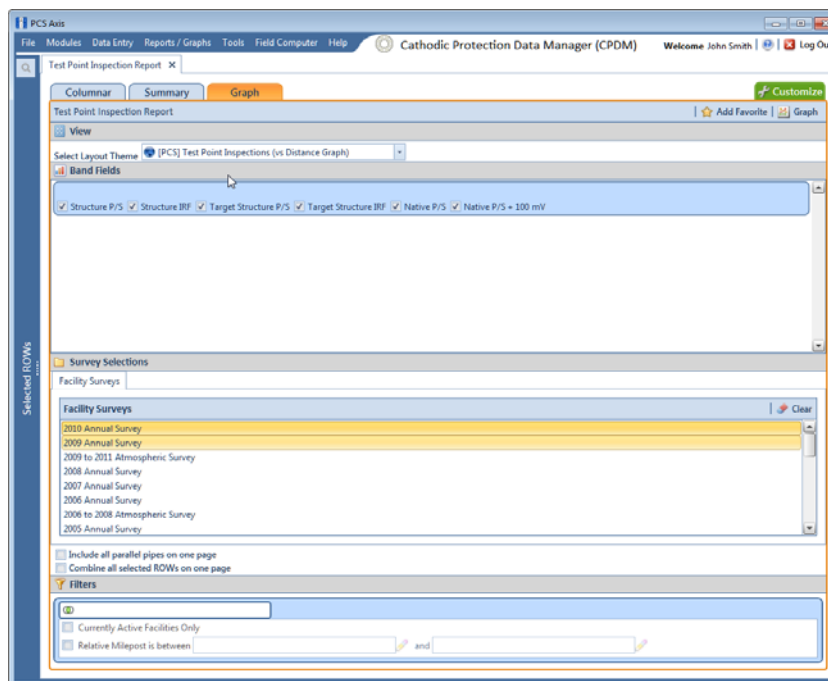 PCS Axis
File Modules Data Entry Reports / Graphs Tools Field Computer Help Cathodic Protection Data Manager (CPDM) Welcome John Smith | | Log Ou
Test Point Inspection Report
Columnar Summary Graph Customize
Test Point Inspection Report | Add Favorite | Graph
View
Select Layout Theme [PCS] Test Point Inspections (vs Distance Graph)
Band Fields
Structure P/S Structure IRF Target Structure P/S Target Structure IRF Native P/S Native P/S + 100 mV
Selected ROWs
Survey Selections
Facility Surveys
Facility Surveys | Clear
2010 Annual Survey
2009 Annual Survey
2009 to 2011 Atmospheric Survey
2008 Annual Survey
2007 Annual Survey
2006 Annual Survey
2006 to 2008 Atmospheric Survey
2005 Annual Survey
Include all parallel pipes on one page
Combine all selected ROWs on one page
Filters
Currently Active Facilities Only
Relative Milepost is between and